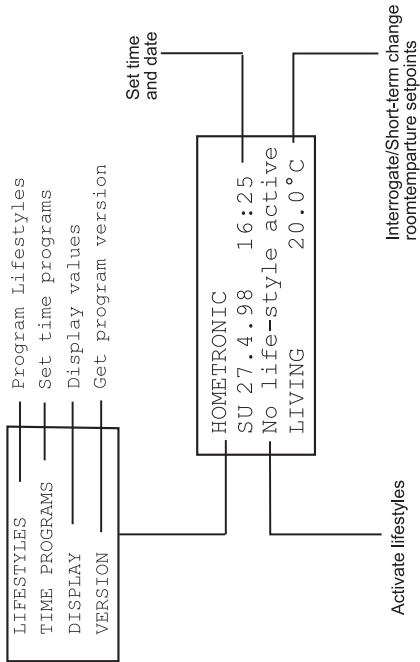 LIFESTYLES
Program Lifestyles
TIME PROGRAMS
Set time programs
DISPLAY
Display values
VERSION
Get program version
Set time
and date
HOMETRONIC
SU 27.4.98 16:25
No life-style active
LIVING 20.0°C
Activate lifestyles
Interrogate/Short-term change
roomtemparture setpoints